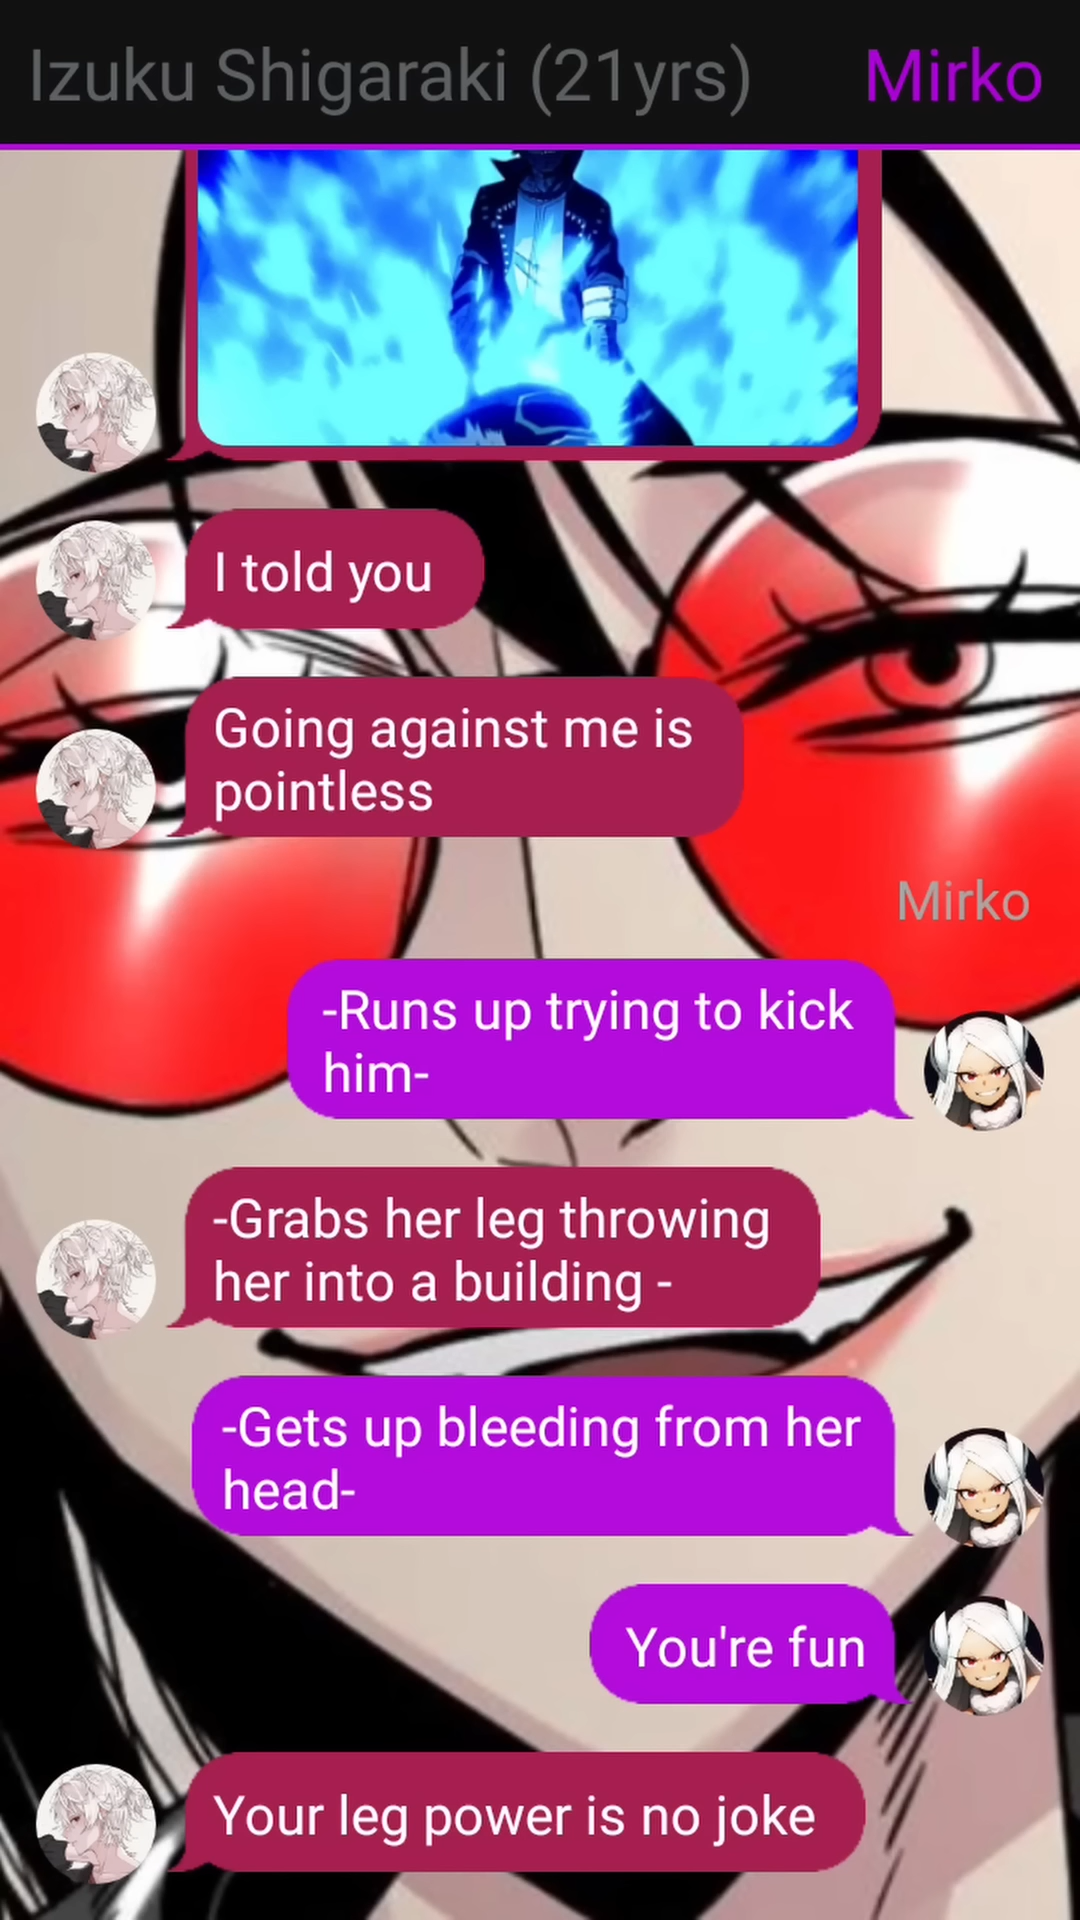 Izuku Shigaraki (21yrs) Mirko
I told you
Going against me is
pointless
Mirko
-Runs up trying to kick
him-
-Grabs her leg throwing
her into a building -
-Gets up bleeding from her
head-
You're fun
Your leg power is no joke